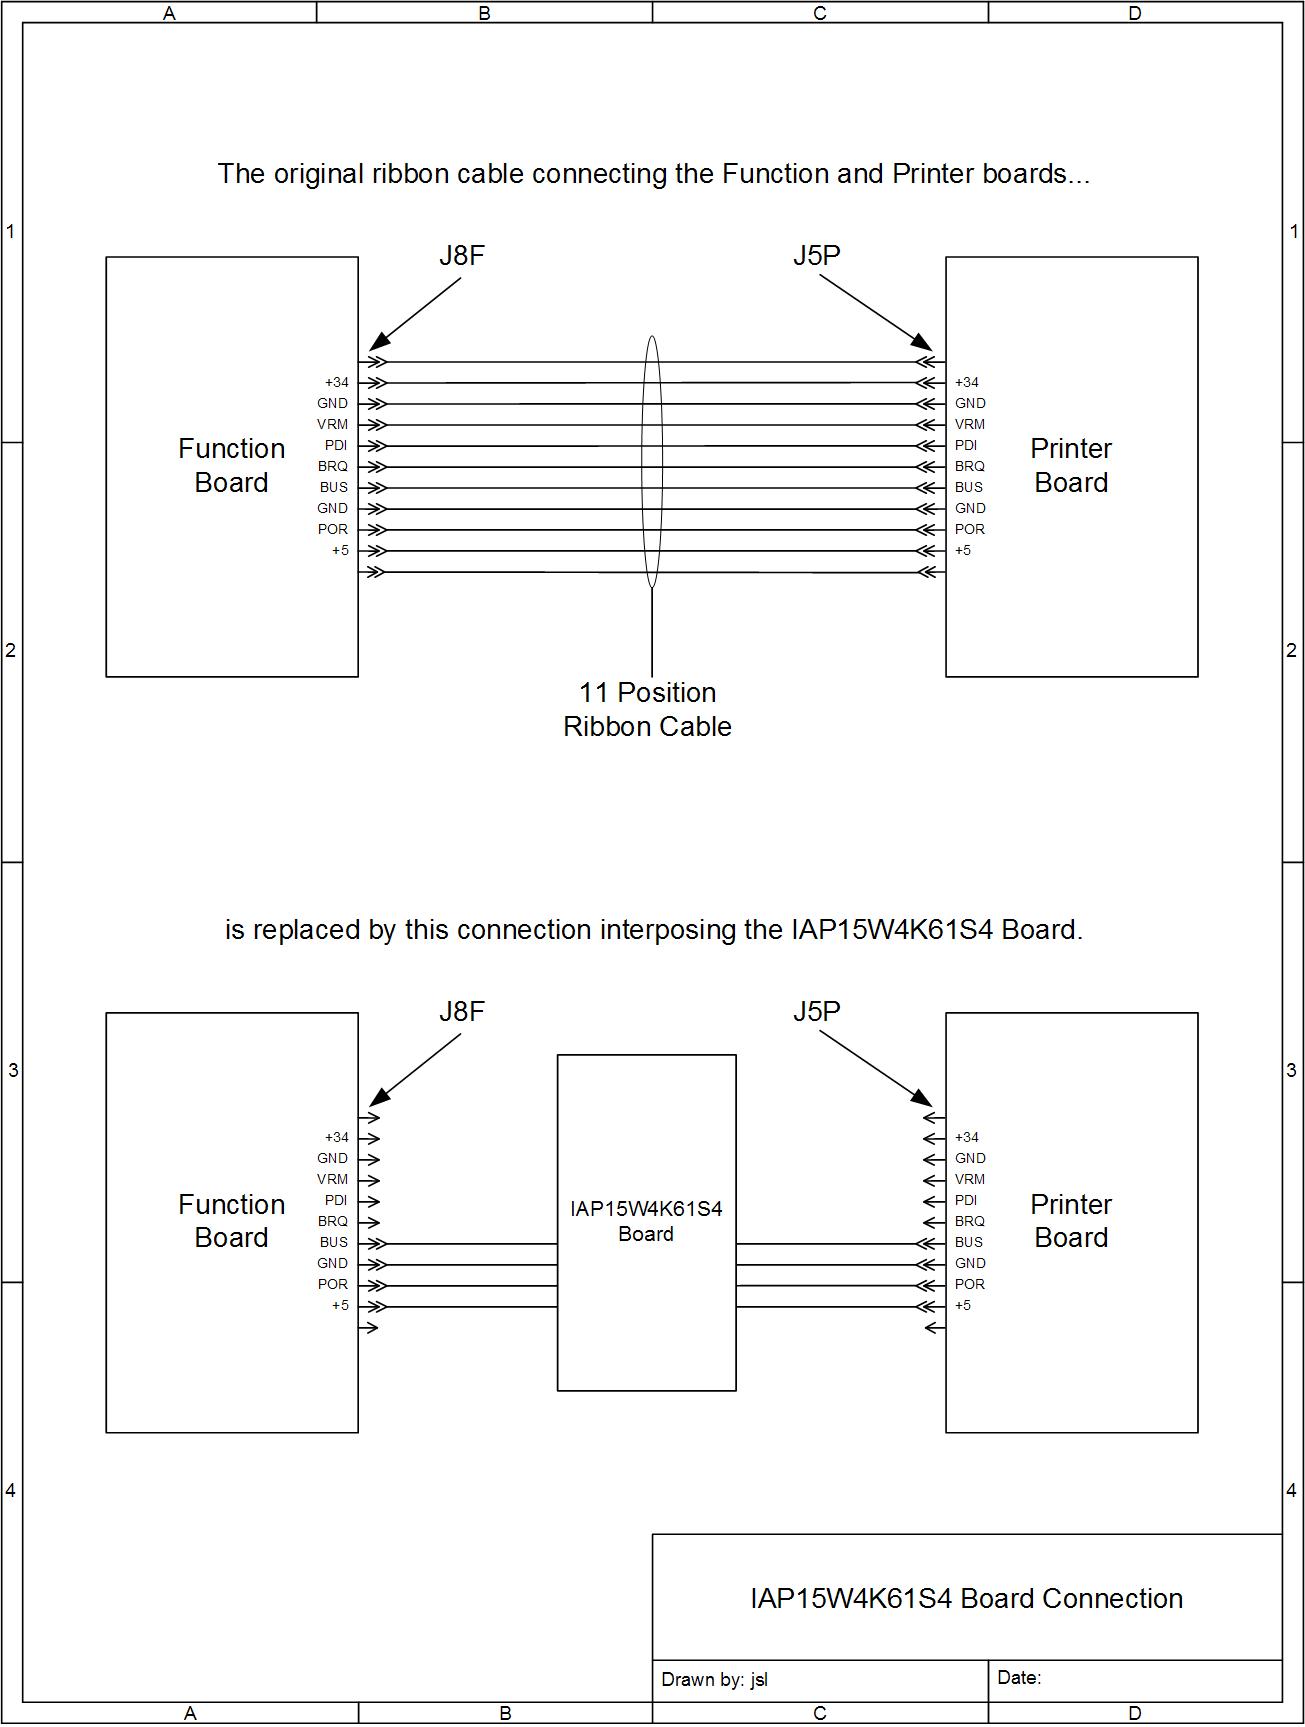 A B C D
The original ribbon cable connecting the Function and Printer boards...
1 1
J8F J5P
+34 +34
GND GND
VRM VRM
Function
Board
PDI PDI
BRQ BRQ
BUS BUS
GND GND
POR POR
+5 +5
Printer
Board
2 2
11 Position
Ribbon Cable
is replaced by this connection interposing the IAP15W4K61S4 Board.
J8F J5P
3 3
+34 +34
GND GND
VRM VRM
Function
Board
PDI PDI
BRQ BRQ
BUS BUS
GND GND
POR POR
+5 +5
IAP15W4K61S4
Board
Printer
Board
4 4
IAP15W4K61S4 Board Connection
Drawn by: jsl Date:
A B C D